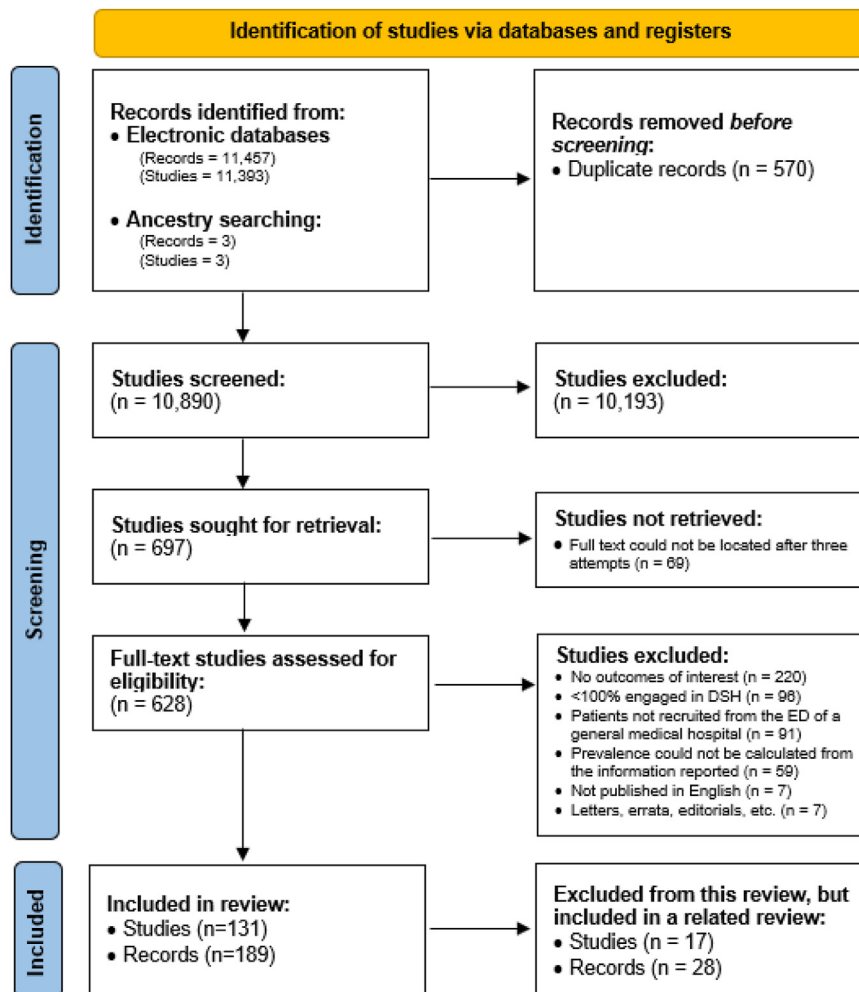 Identification of studies via databases and registers
Identification
Records identified from:
• Electronic databases
(Records = 11,457)
(Studies = 11,393)
• Ancestry searching:
(Records = 3)
(Studies = 3)
Records removed before
screening:
• Duplicate records (n = 570)
Screening
Studies screened:
(n = 10,890)
Studies excluded:
(n = 10,193)
Studies sought for retrieval:
(n = 697)
Studies not retrieved:
• Full text could not be located after three
attempts (n = 69)
Full-text studies assessed for
eligibility:
(n = 628)
Studies excluded:
• No outcomes of interest (n = 220)
• <100% engaged in DSH (n = 96)
• Patients not recruited from the ED of a
general medical hospital (n = 91)
• Prevalence could not be calculated from
the information reported (n = 59)
• Not published in English (n = 7)
• Letters, errata, editorials, etc. (n = 7)
Included
Included in review:
• Studies (n=131)
• Records (n=189)
Excluded from this review, but
included in a related review:
• Studies (n = 17)
• Records (n = 28)